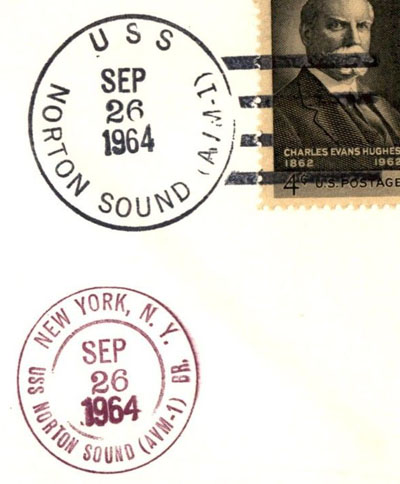 USS
NORTON SOUND (AVM-1)
SEP
26
1964
CHARLES EVANS HUGHES
1862 1962
4¢ U.S. POSTAGE
NEW YORK, N. Y.
USS NORTON SOUND (AVM-1) BR.
SEP
26
1964